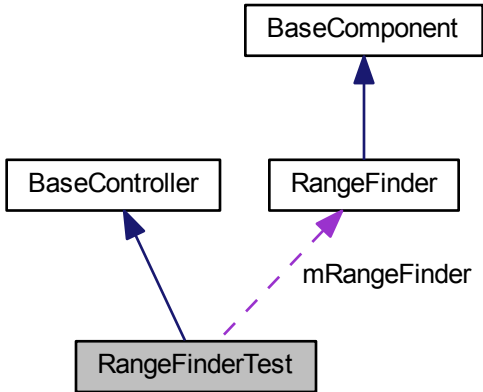 BaseComponent
BaseController
RangeFinder
mRangeFinder
RangeFinderTest